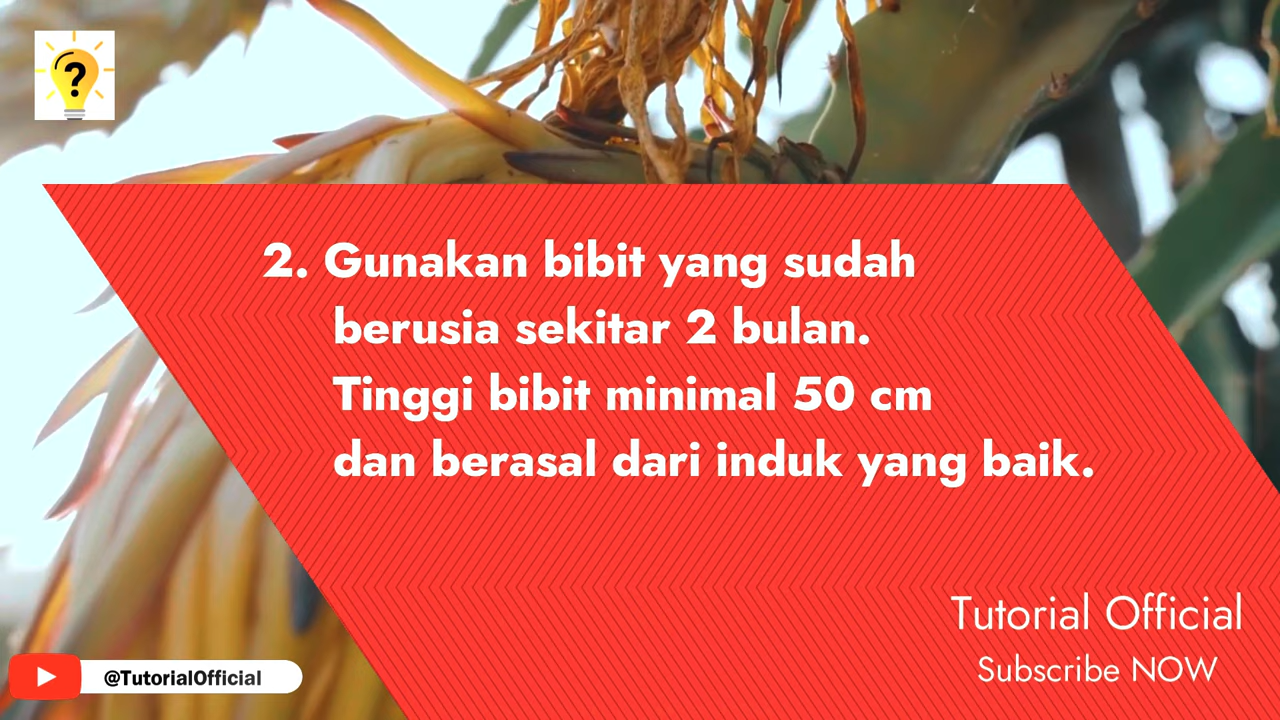 ?
2. Gunakan bibit yang sudah
berusia sekitar 2 bulan.
Tinggi bibit minimal 50 cm
dan berasal dari induk yang baik.
Tutorial Official
Subscribe NOW
@TutorialOfficial